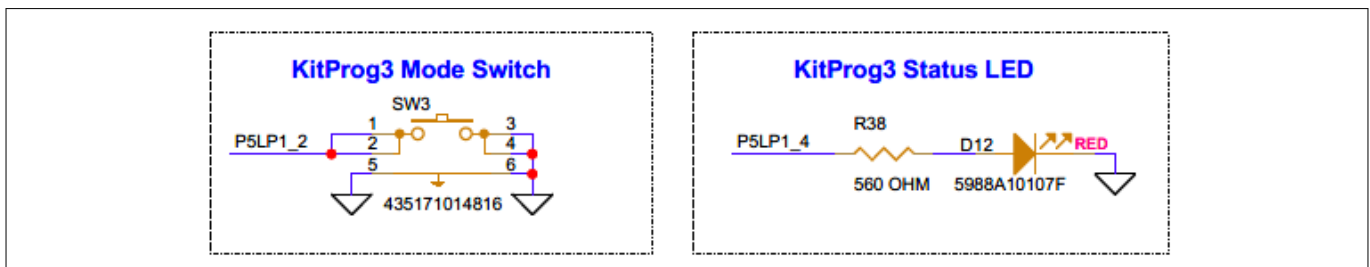 KitProg3 Mode Switch
SW3
1
3
P5LP1_2
2
4
5
6
435171014816
KitProg3 Status LED
R38
P5LP1_4
D12
RED
560 OHM
5988A10107F